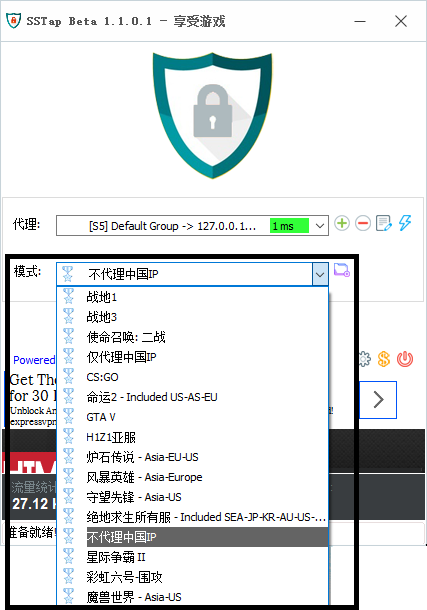 SSTap Beta 1.1.0.1 - 享受游戏
代理:
[S5] Default Group -> 127.0.0.1... 1 ms
模式:
不代理中国IP
战地1
战地3
使命召唤: 二战
仅代理中国IP
CS:GO
命运2 - Included US-AS-EU
GTA V
H1Z1亚服
炉石传说 - Asia-EU-US
风暴英雄 - Asia-Europe
守望先锋 - Asia-US
绝地求生所有服 - Included SEA-JP-KR-AU-US-...
不代理中国IP
星际争霸 II
彩虹六号-围攻
魔兽世界 - Asia-US
Powered
Get The
for 30
Unblock An
expressvpn
流量统计
27.12
准备就绪!